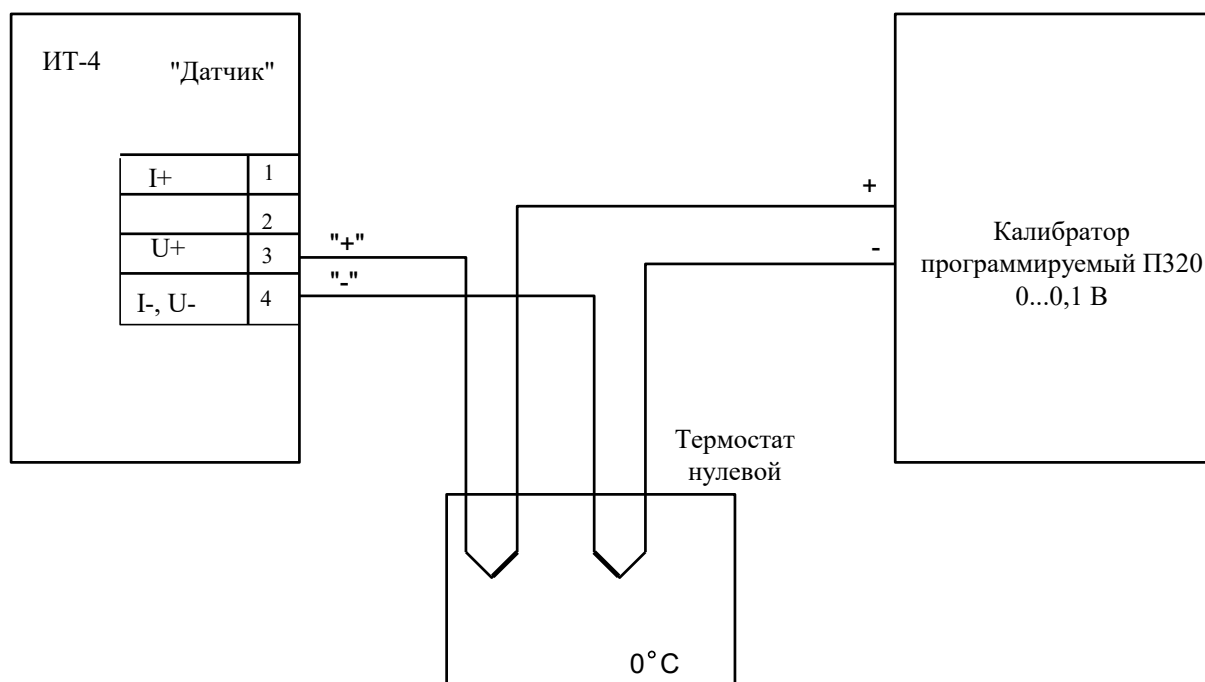 ИТ-4
"Датчик"
I+
1
2
U+
3
I-, U-
4
"+"
"-"
+
-
Калибратор
программируемый П320
0...0,1 В
Термостат
нулевой
0°C